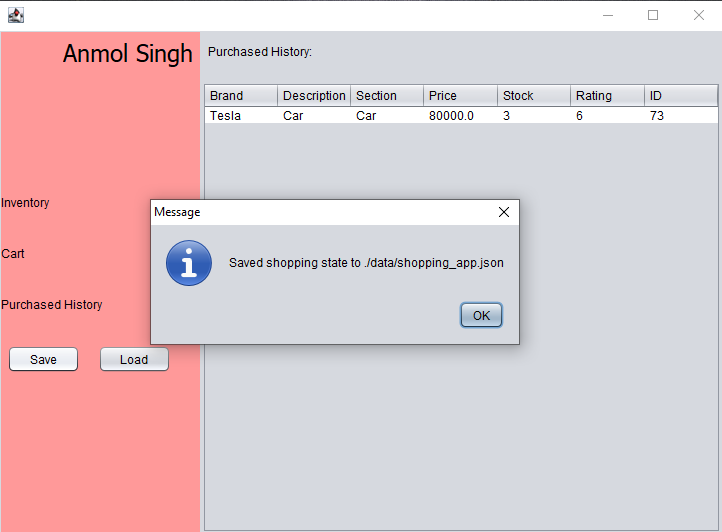 Anmol Singh
Purchased History:
Brand Description Section Price Stock Rating ID
Tesla Car Car 80000.0 3 6 73
Inventory
Cart
Purchased History
Save Load
Message
Saved shopping state to ./data/shopping_app.json
OK